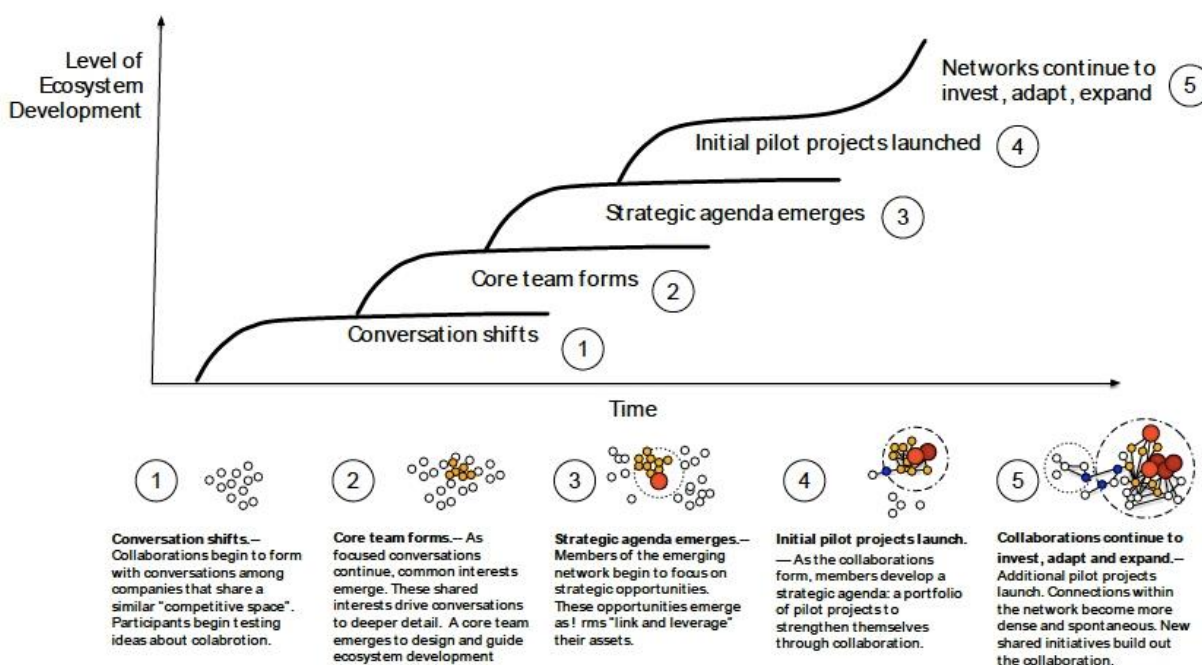 Level of
Ecosystem
Development
Networks continue to
invest, adapt, expand
5
Initial pilot projects launched
4
Strategic agenda emerges
3
Core team forms
2
Conversation shifts
1
Time
1
Conversation shifts.–
Collaborations begin to form
with conversations among
companies that share a
similar "competitive space".
Participants begin testing
ideas about colabrotion.
2
Core team forms.– As
focused conversations
continue, common interests
emerge. These shared
interests drive conversations
to deeper detail. A core team
emerges to design and guide
ecosystem development
3
Strategic agenda emerges.–
Members of the emerging
network begin to focus on
strategic opportunities.
These opportunities emerge
as ! rms "link and leverage"
their assets.
4
Initial pilot projects launch.
— As the collaborations
form, members develop a
strategic agenda: a portfolio
of pilot projects to
strengthen themselves
through collaboration.
5
Collaborations continue to
invest, adapt and expand.–
Additional pilot projects
launch. Connections within
the network become more
dense and spontaneous. New
shared initiatives build out
the collaboration.